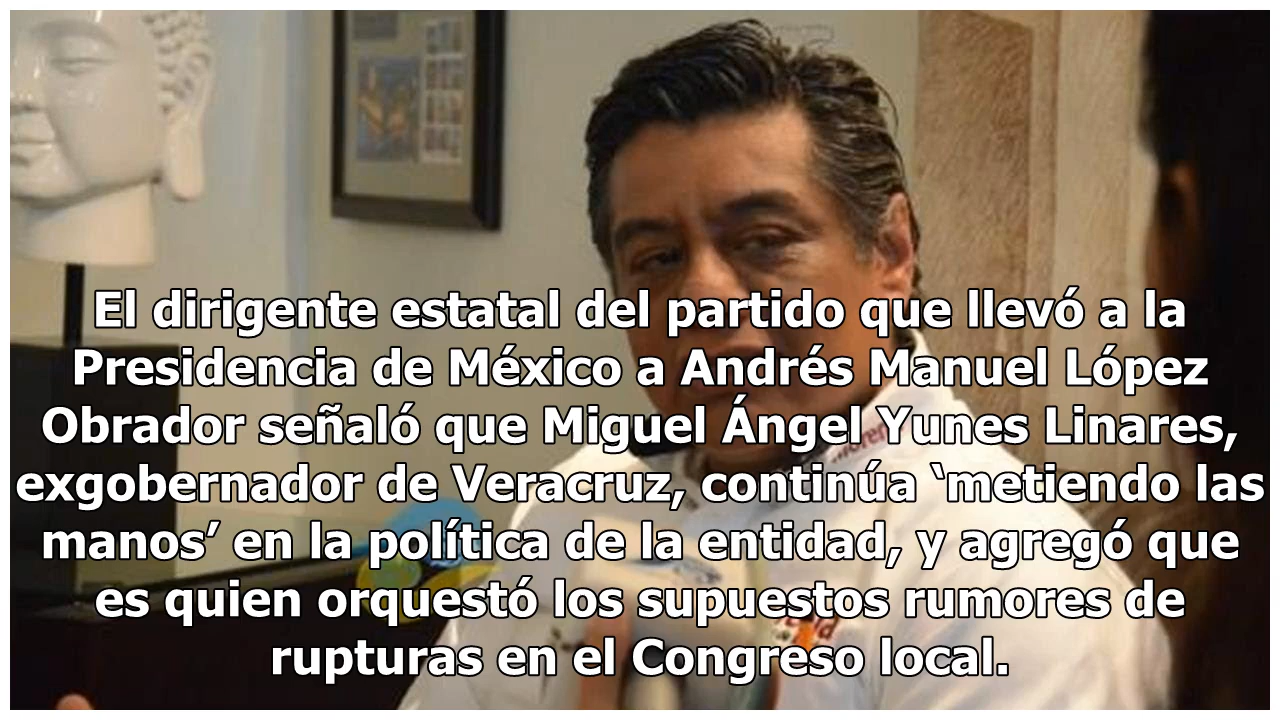 El dirigente estatal del partido que llevó a la
Presidencia de México a Andrés Manuel López
Obrador señaló que Miguel Ángel Yunes Linares,
exgobernador de Veracruz, continúa ‘metiendo las
manos’ en la política de la entidad, y agregó que
es quien orquestó los supuestos rumores de
rupturas en el Congreso local.